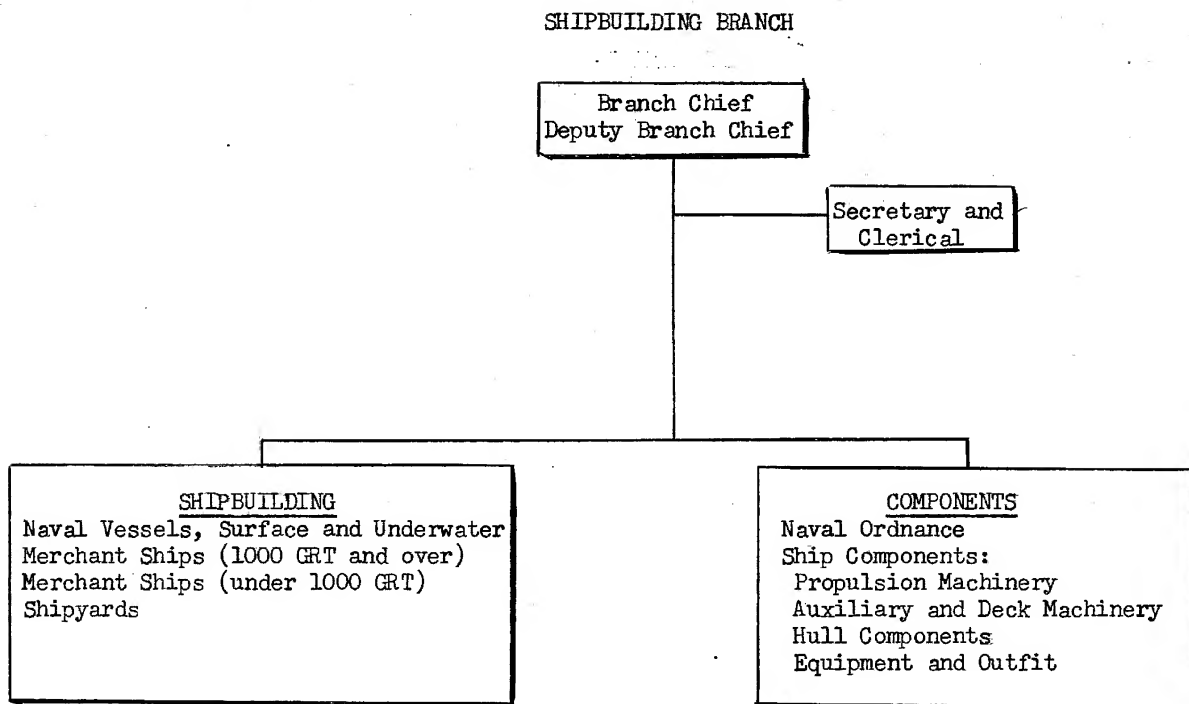 SHIPBUILDING BRANCH
Branch Chief
Deputy Branch Chief
Secretary and
Clerical
SHIPBUILDING
Naval Vessels, Surface and Underwater
Merchant Ships (1000 GRT and over)
Merchant Ships (under 1000 GRT)
Shipyards
COMPONENTS
Naval Ordnance
Ship Components:
Propulsion Machinery
Auxiliary and Deck Machinery
Hull Components
Equipment and Outfit